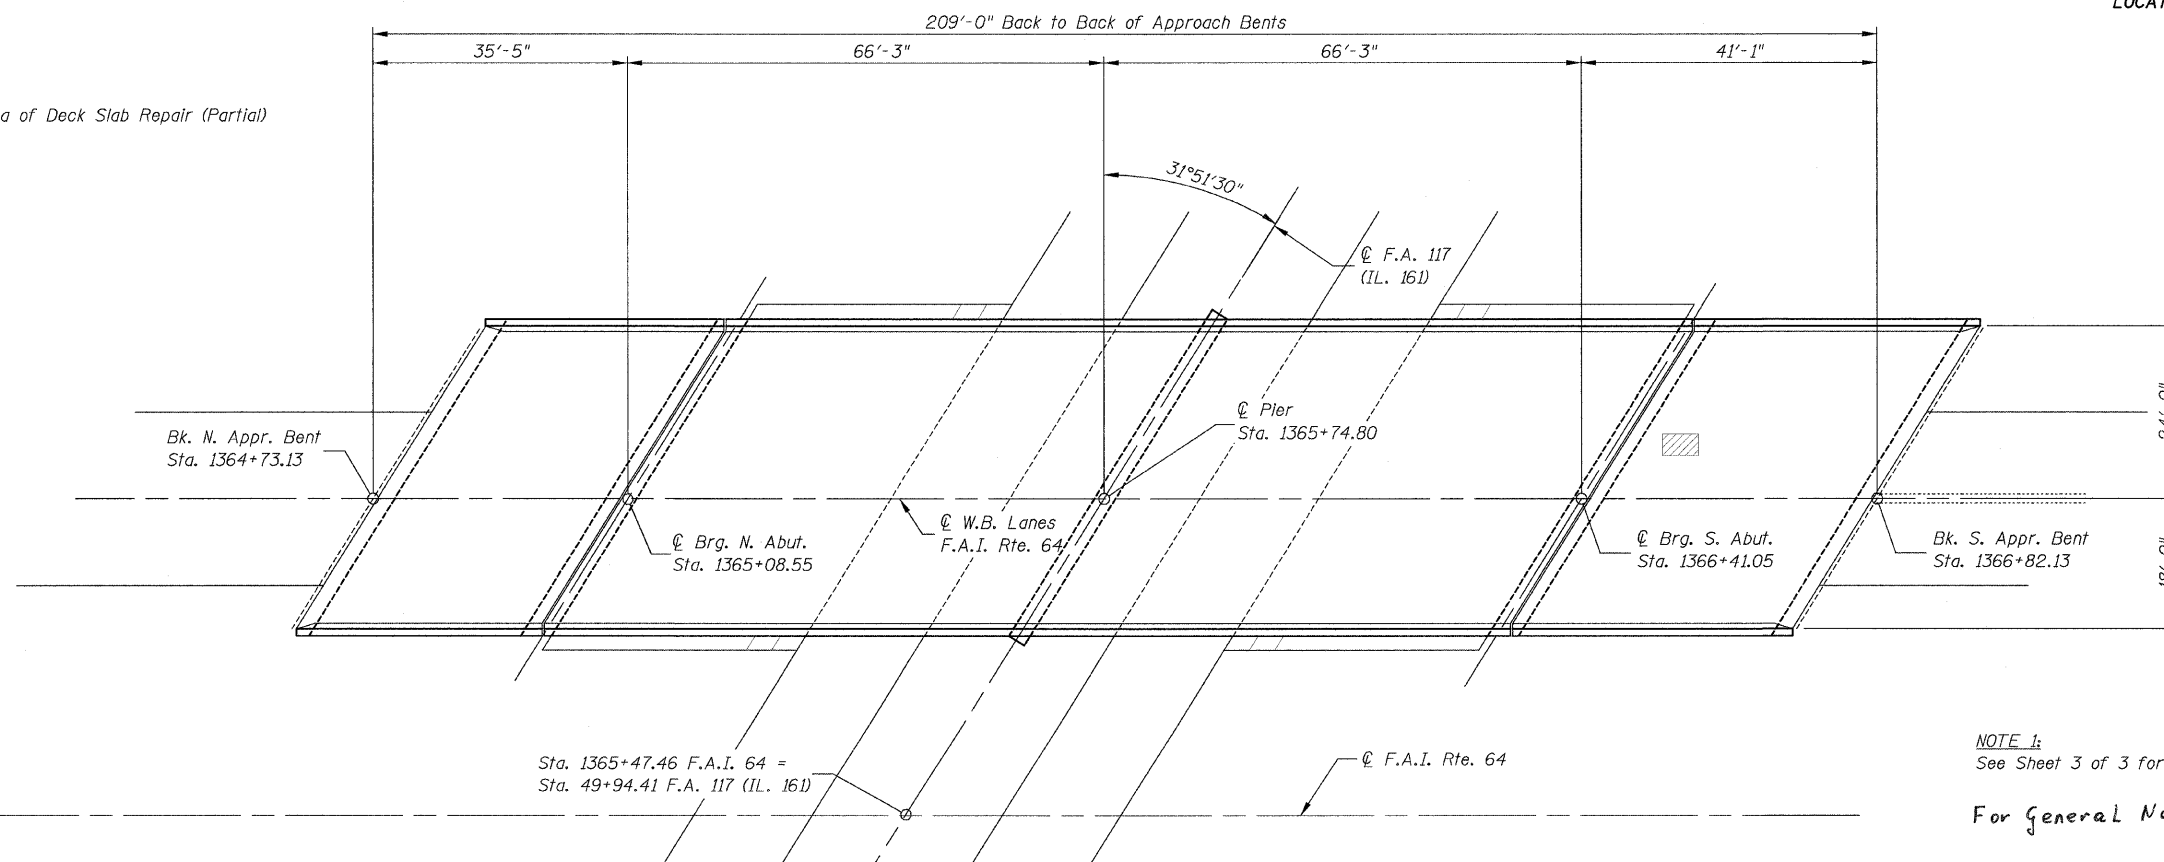 LOCAT
209'-0" Back to Back of Approach Bents
35'-5"
66'-3"
66'-3"
41'-1"
a of Deck Slab Repair (Partial)
31°51'30"
℄ F.A. 117
(IL. 161)
℄ Pier
Sta. 1365+74.80
Bk. N. Appr. Bent
Sta. 1364+73.13
℄ W.B. Lanes
F.A.I. Rte. 64
℄ Brg. N. Abut.
Sta. 1365+08.55
℄ Brg. S. Abut.
Sta. 1366+41.05
Bk. S. Appr. Bent
Sta. 1366+82.13
Sta. 1365+47.46 F.A.I. 64 =
Sta. 49+94.41 F.A. 117 (IL. 161)
℄ F.A.I. Rte. 64
NOTE 1:
See Sheet 3 of 3 for
For General No